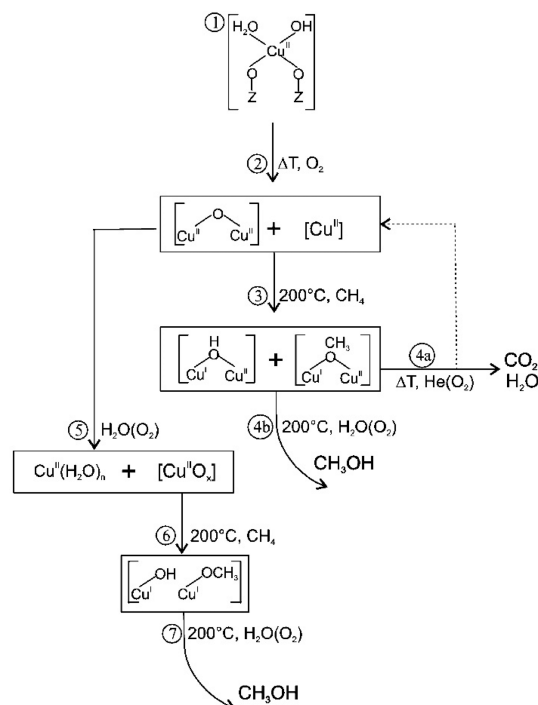 ① H₂O OH
Cu^II
O O
Z Z
② ΔT, O₂
O
Cu^II Cu^II + [Cu^II]
③ 200°C, CH₄
H CH₃
O + O
Cu^I Cu^II Cu^I Cu^II
4a
ΔT, He(O₂)
CO₂
H₂O
⑤ H₂O(O₂)
4b 200°C, H₂O(O₂)
CH₃OH
Cu^II(H₂O)ₙ + [Cu^IIOₓ]
⑥ 200°C, CH₄
OH OCH₃
Cu^I Cu^I
⑦ 200°C, H₂O(O₂)
CH₃OH